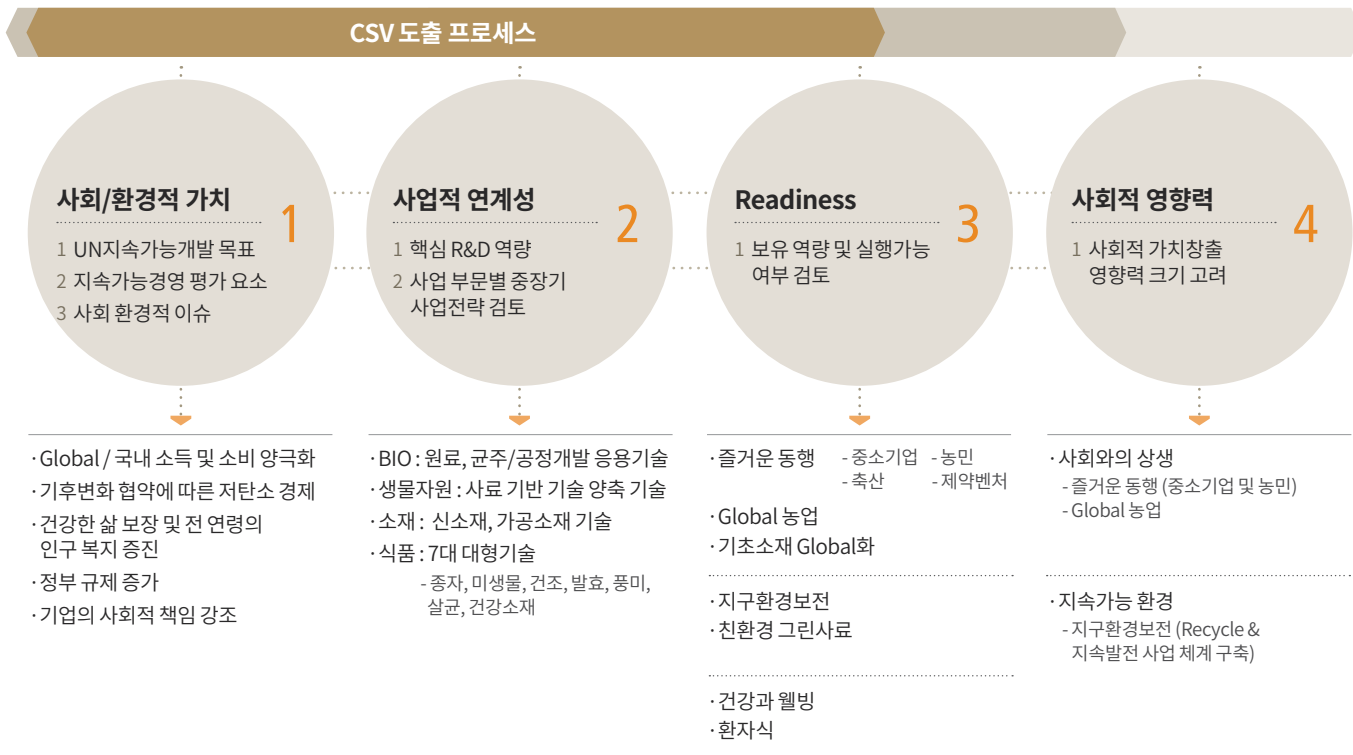 CSV 도출 프로세스
사회/환경적 가치
1
1 UN지속가능개발 목표
2 지속가능경영 평가 요소
3 사회 환경적 이슈
사업적 연계성
2
1 핵심 R&D 역량
2 사업 부문별 중장기
사업전략 검토
Readiness
3
1 보유 역량 및 실행가능
여부 검토
사회적 영향력
4
1 사회적 가치창출
영향력 크기 고려
·Global / 국내 소득 및 소비 양극화
·기후변화 협약에 따른 저탄소 경제
·건강한 삶 보장 및 전 연령의
인구 복지 증진
·정부 규제 증가
·기업의 사회적 책임 강조
·BIO : 원료, 균주/공정개발 응용기술
·생물자원 : 사료 기반 기술 양축 기술
·소재 : 신소재, 가공소재 기술
·식품 : 7대 대형기술
- 종자, 미생물, 건조, 발효, 풍미,
살균, 건강소재
·즐거운 동행 - 중소기업 - 농민
- 축산 - 제약벤처
·Global 농업
·기초소재 Global화
·지구환경보전
·친환경 그린사료
·건강과 웰빙
·환자식
·사회와의 상생
- 즐거운 동행 (중소기업 및 농민)
- Global 농업
·지속가능 환경
- 지구환경보전 (Recycle &
지속발전 사업 체계 구축)